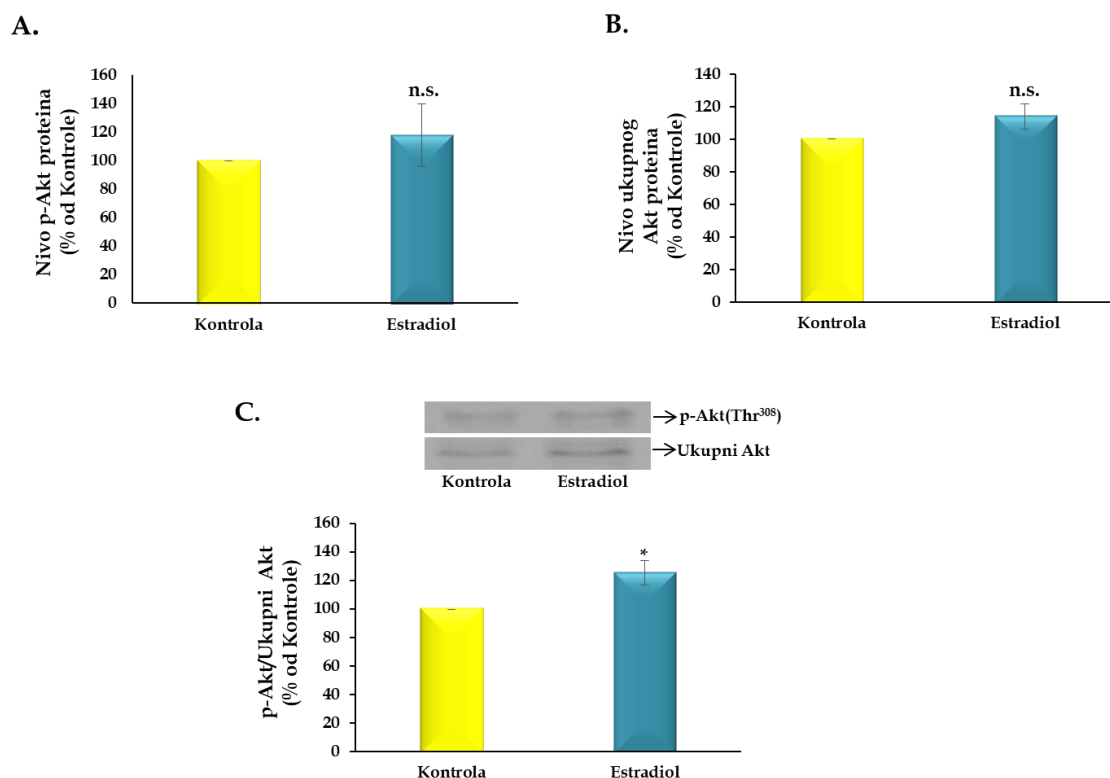 A.
Nivo p-Akt proteina
(% od Kontrole)
160
140
120
100
80
60
40
20
0
n.s.
Kontrola
Estradiol
B.
Nivo ukupnog
Akt proteina
(% od Kontrole)
140
120
100
80
60
40
20
0
n.s.
Kontrola
Estradiol
C.
p-Akt(Thr³⁰⁸)
Ukupni Akt
Kontrola
Estradiol
p-Akt/Ukupni Akt
(% od Kontrole)
160
140
120
100
80
60
40
20
0
*
Kontrola
Estradiol